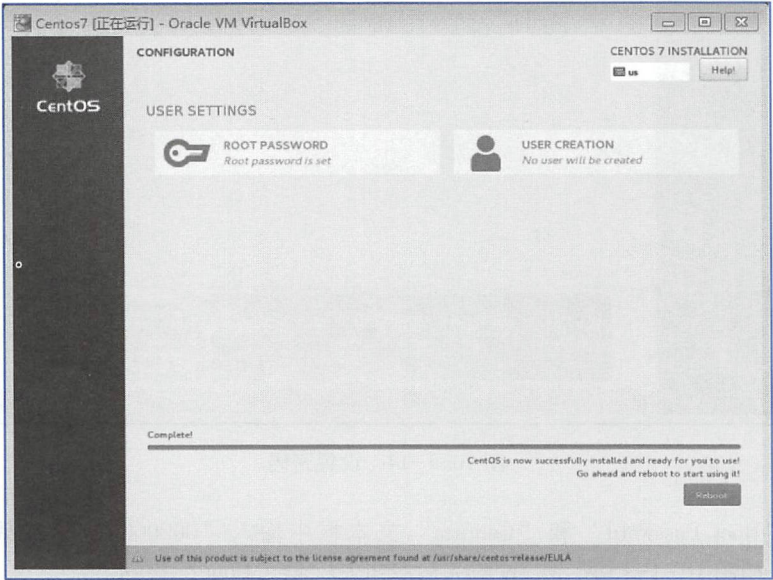 Centos7 [正在运行] - Oracle VM VirtualBox
CentOS
CONFIGURATION
CENTOS 7 INSTALLATION
us
Help!
USER SETTINGS
ROOT PASSWORD
Root password is set
USER CREATION
No user will be created
Complete!
CentOS is now successfully installed and ready for you to use!
Go ahead and reboot to start using it!
Reboot
Use of this product is subject to the license agreement found at /usr/share/centos-release/EULA